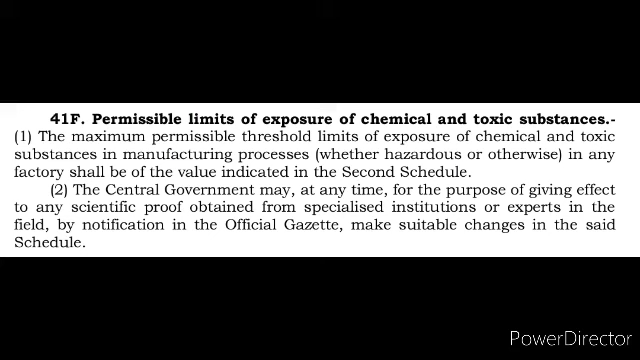 41F. Permissible limits of exposure of chemical and toxic substances.-
(1) The maximum permissible threshold limits of exposure of chemical and toxic
substances in manufacturing processes (whether hazardous or otherwise) in any
factory shall be of the value indicated in the Second Schedule.
(2) The Central Government may, at any time, for the purpose of giving effect
to any scientific proof obtained from specialised institutions or experts in the
field, by notification in the Official Gazette, make suitable changes in the said
Schedule.
PowerDirector